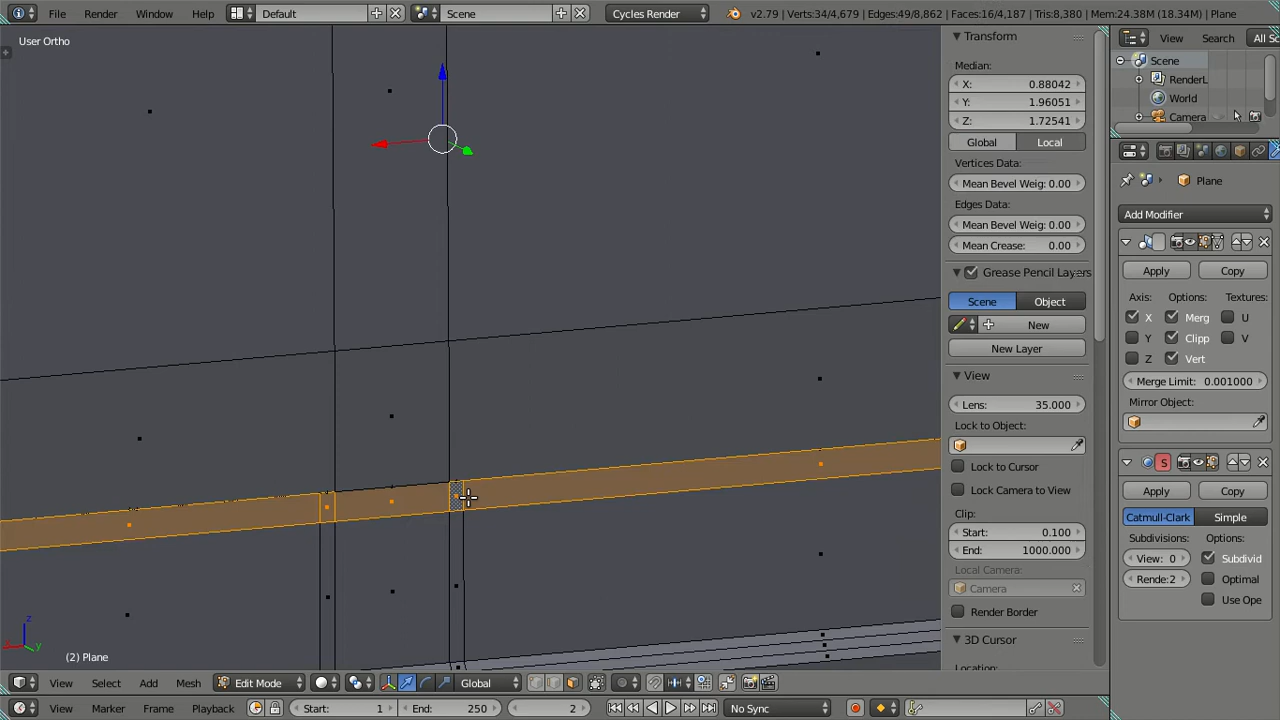 File Render Window Help Default Scene Cycles Render v2.79 | Verts:34/4,679 | Edges:49/8,862 | Faces:16/4,187 | Tris:8,380 | Mem:24.38M (18.34M) | Plane
User Ortho
Transform
Median:
X: 0.88042
Y: 1.96051
Z: 1.72541
Global Local
Vertices Data:
Mean Bevel Weig: 0.00
Edges Data:
Mean Bevel Weig: 0.00
Mean Crease: 0.00
Grease Pencil Layers
Scene Object
New
New Layer
View
Lens: 35.000
Lock to Object:
Lock to Cursor
Lock Camera to View
Clip:
Start: 0.100
End: 1000.000
Local Camera:
Camera
Render Border
3D Cursor
Location:
View Search All Sc
Scene
RenderL
World
Camera
Plane
Add Modifier
Apply Copy
Axis: Options: Textures:
X Merg U
Y Clipp V
Z Vert
Merge Limit: 0.001000
Mirror Object:
S
Apply Copy
Catmull-Clark Simple
Subdivisions: Options:
View: 0 Subdivid
Rende:2 Optimal
Use Ope
z
y
(2) Plane
View Select Add Mesh Edit Mode Global
View Marker Frame Playback Start: 1 End: 250 2 No Sync